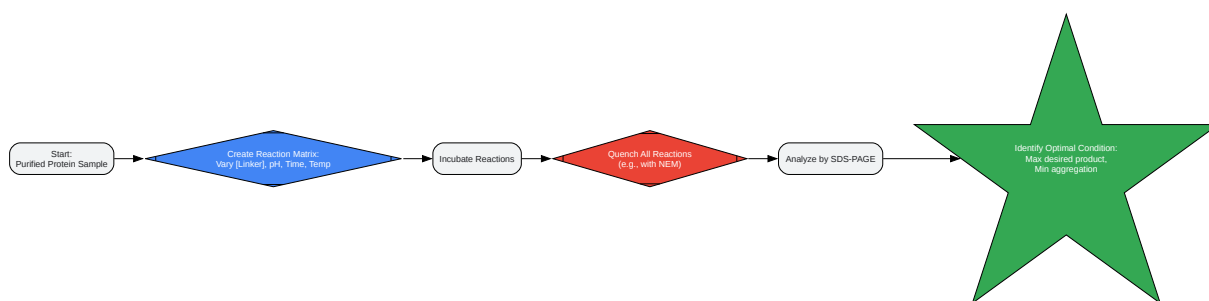 Start:
Purified Protein Sample
Create Reaction Matrix:
Vary [Linker], pH, Time, Temp
Incubate Reactions
Quench All Reactions
(e.g., with NEM)
Analyze by SDS-PAGE
Identify Optimal Condition:
Max desired product,
Min aggregation